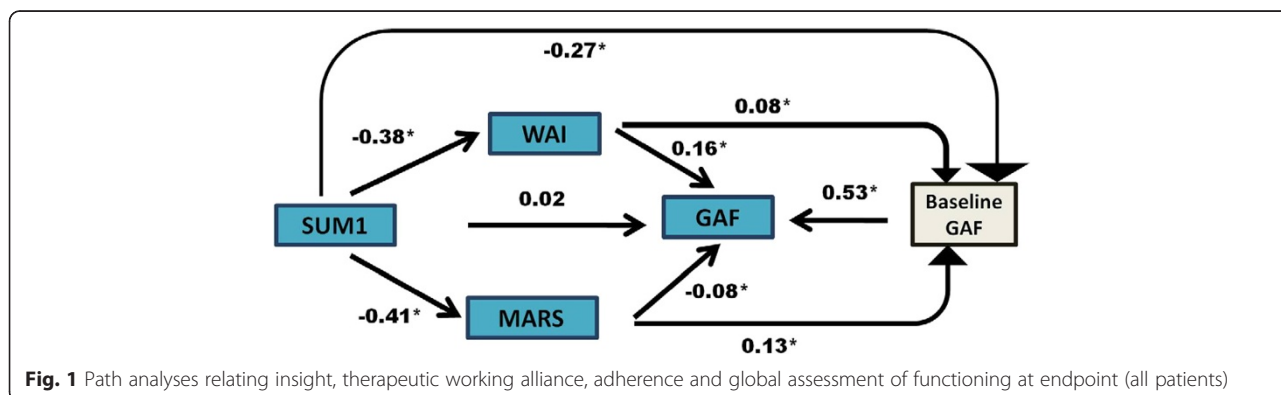 -0.27*
0.08*
WAI
-0.38*
0.16*
0.02
0.53*
Baseline
GAF
SUM1
GAF
-0.08*
-0.41*
MARS
0.13*
Fig. 1 Path analyses relating insight, therapeutic working alliance, adherence and global assessment of functioning at endpoint (all patients)